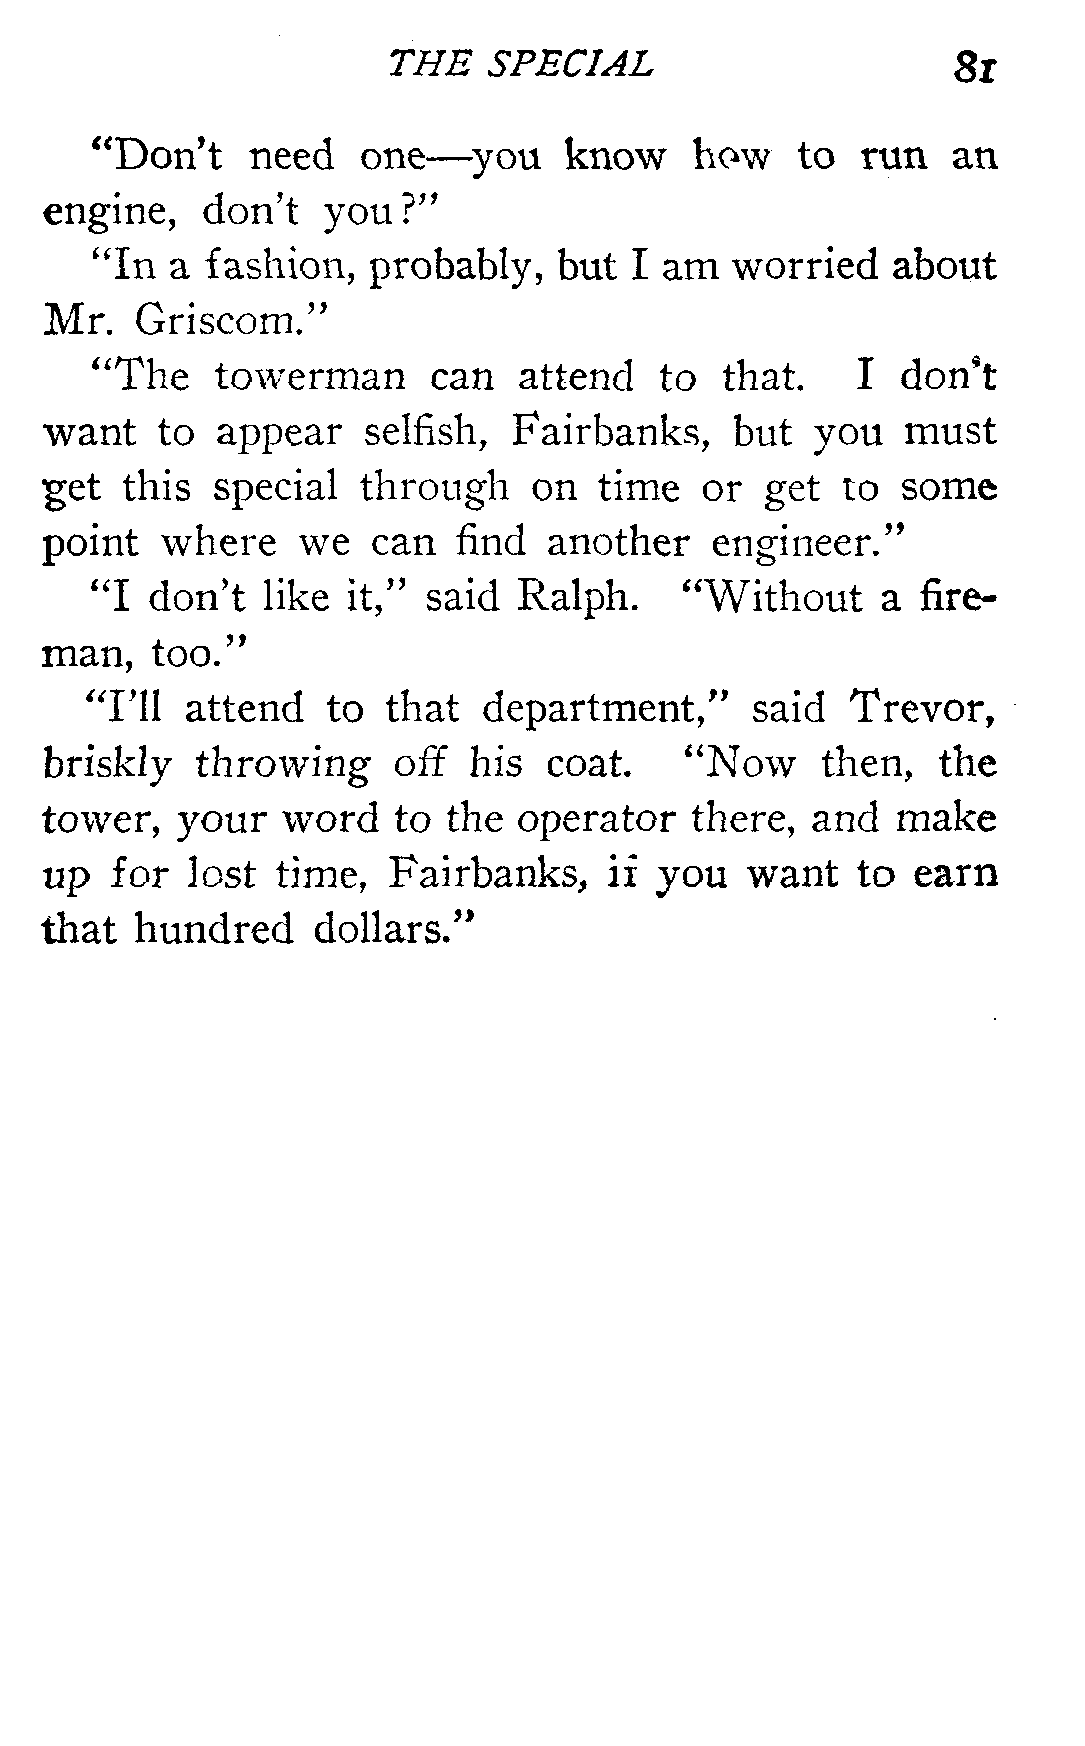 THE SPECIAL 81
"Don't need one—you know how to run an
engine, don't you?"
"In a fashion, probably, but I am worried about
Mr. Griscom."
"The towerman can attend to that. I don't
want to appear selfish, Fairbanks, but you must
get this special through on time or get to some
point where we can find another engineer."
"I don't like it," said Ralph. "Without a fire-
man, too."
"I'll attend to that department," said Trevor,
briskly throwing off his coat. "Now then, the
tower, your word to the operator there, and make
up for lost time, Fairbanks, if you want to earn
that hundred dollars."